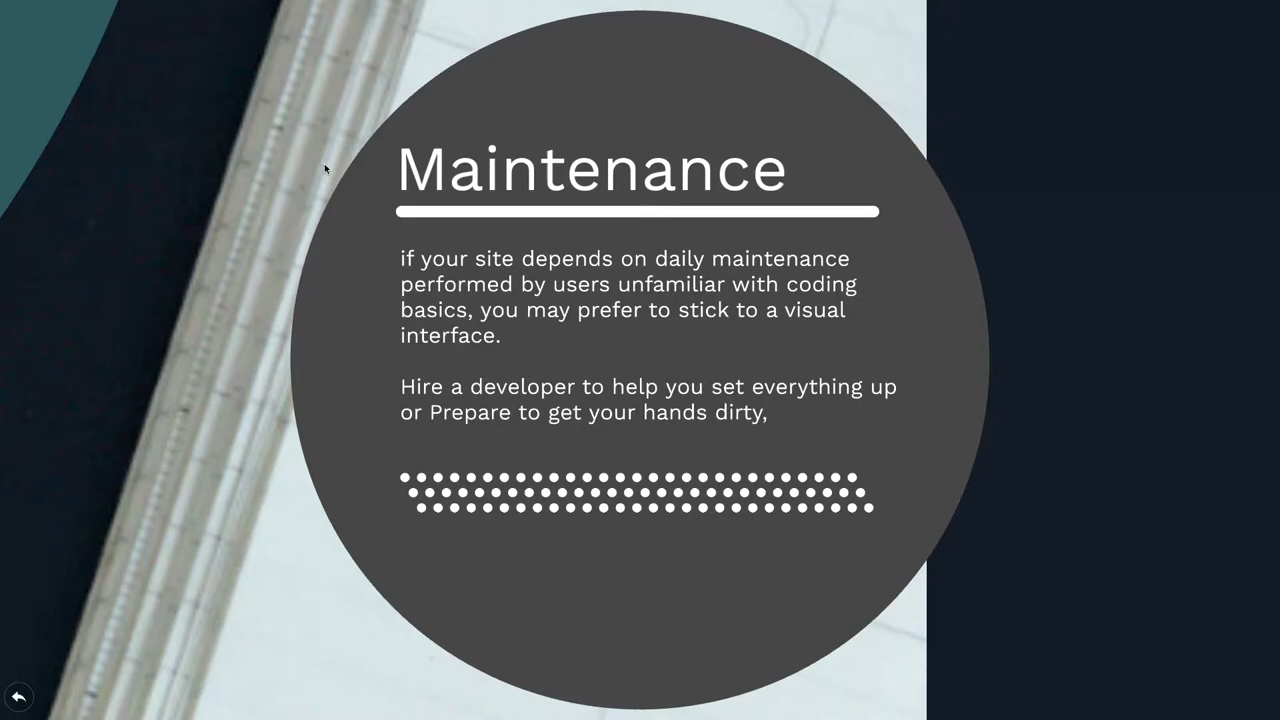 Maintenance
if your site depends on daily maintenance
performed by users unfamiliar with coding
basics, you may prefer to stick to a visual
interface.
Hire a developer to help you set everything up
or Prepare to get your hands dirty,